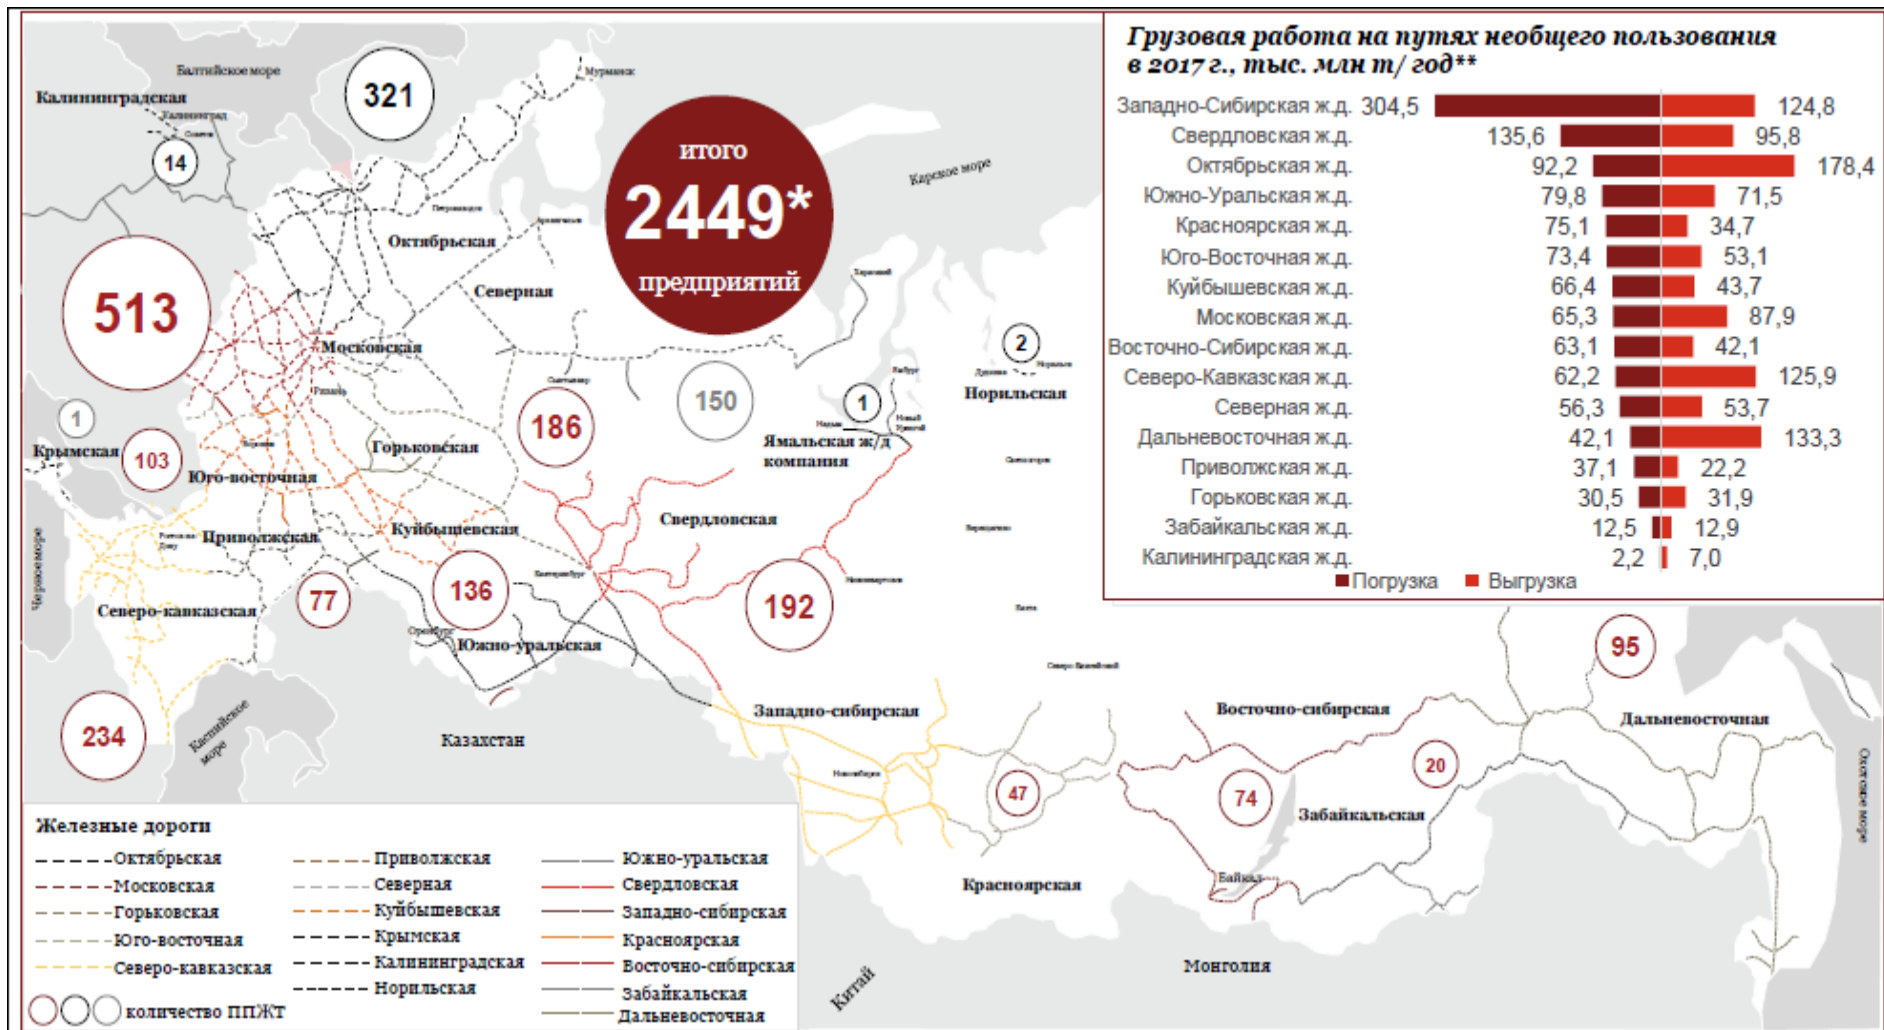 Грузовая работа на путях необщего пользования
в 2017 г., тыс. млн т/ год**
Западно-Сибирская ж.д. 304,5 124,8
Свердловская ж.д. 135,6 95,8
Октябрьская ж.д. 92,2 178,4
Южно-Уральская ж.д. 79,8 71,5
Красноярская ж.д. 75,1 34,7
Юго-Восточная ж.д. 73,4 53,1
Куйбышевская ж.д. 66,4 43,7
Московская ж.д. 65,3 87,9
Восточно-Сибирская ж.д. 63,1 42,1
Северо-Кавказская ж.д. 62,2 125,9
Северная ж.д. 56,3 53,7
Дальневосточная ж.д. 42,1 133,3
Приволжская ж.д. 37,1 22,2
Горьковская ж.д. 30,5 31,9
Забайкальская ж.д. 12,5 12,9
Калининградская ж.д. 2,2 7,0
Погрузка Выгрузка
Балтийское море
321
Мурманск
Калининградская
Калининград
14
итого
2449*
предприятий
Карское море
Октябрьская
Северная
513
Московская
Рязань
2
Норильская
186
150
1
Ямальская ж/д
компания
1
Крымская
103
Горьковская
Юго-восточная
Свердловская
Куйбышевская
Приволжская
Черное море
Екатеринбург
136
77
192
Северо-кавказская
Оренбург
Южно-уральская
95
234
Каспийское
море
Казахстан
Западно-сибирская
Восточно-сибирская
Дальневосточная
Новосибирск
47
74
20
Забайкальская
Охотское море
Красноярская
Байкал
Монголия
Китай
Железные дороги
Октябрьская
Московская
Горьковская
Юго-восточная
Северо-кавказская
Приволжская
Северная
Куйбышевская
Крымская
Калининградская
Норильская
Южно-уральская
Свердловская
Западно-сибирская
Красноярская
Восточно-сибирская
Забайкальская
Дальневосточная
количество ППЖТ